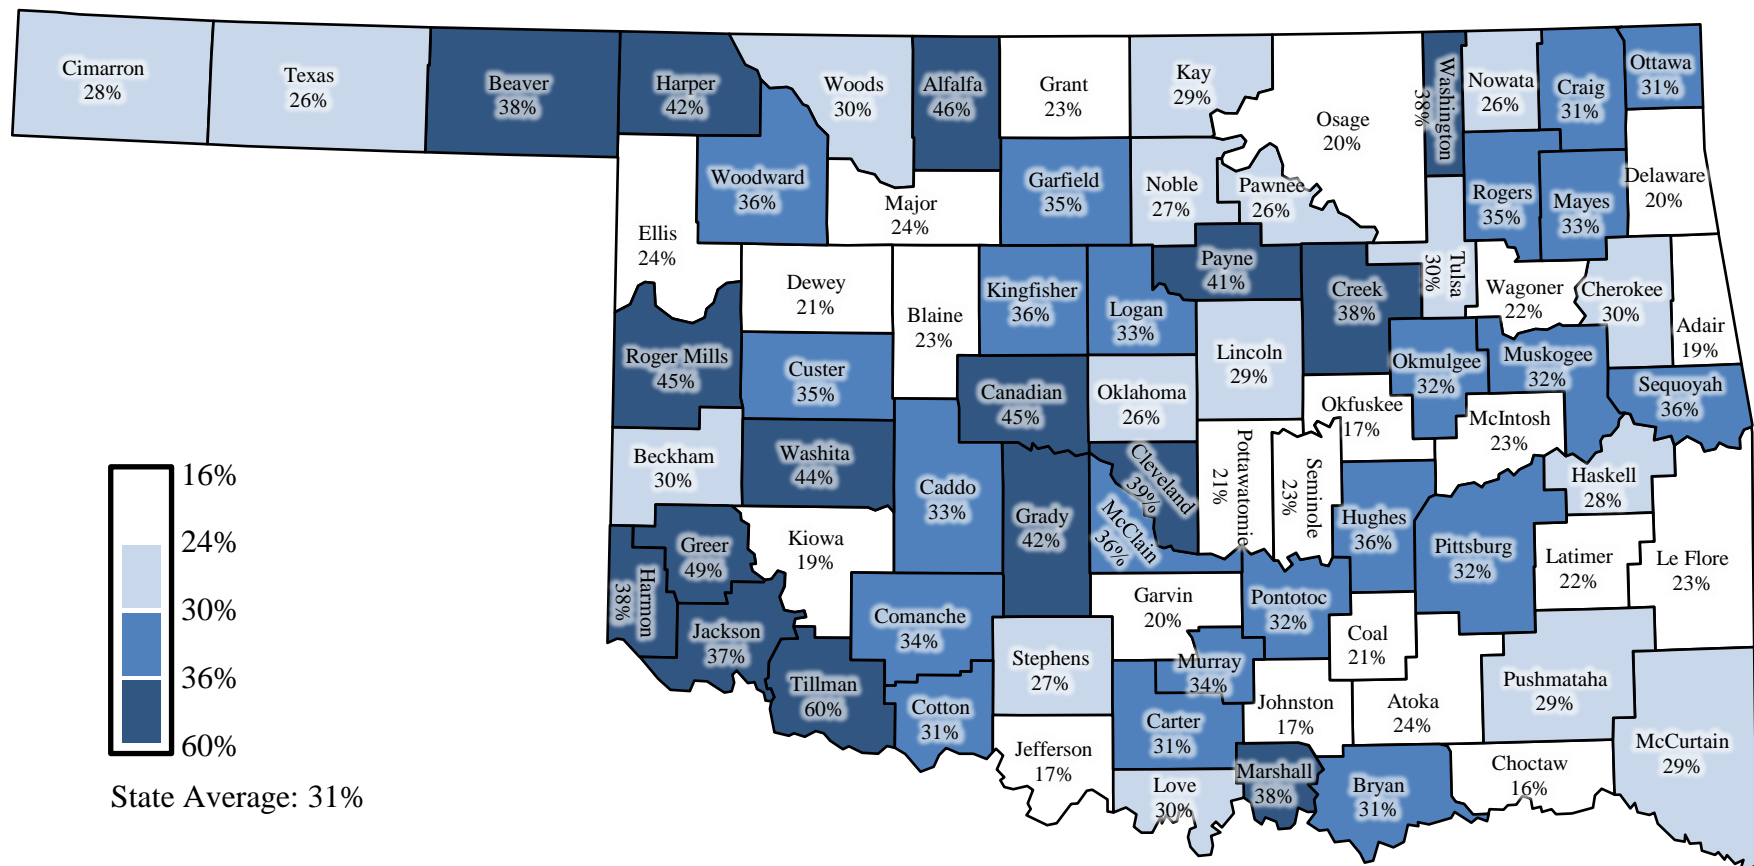 Cimarron
28%
Texas
26%
Beaver
38%
Harper
42%
Woods
30%
Alfalfa
46%
Grant
23%
Kay
29%
Osage
20%
Washington
38%
Nowata
26%
Craig
31%
Ottawa
31%
Woodward
36%
Major
24%
Garfield
35%
Noble
27%
Pawnee
26%
Rogers
35%
Mayes
33%
Delaware
20%
Ellis
24%
Dewey
21%
Blaine
23%
Kingfisher
36%
Logan
33%
Payne
41%
Creek
38%
Tulsa
30%
Wagoner
22%
Cherokee
30%
Adair
19%
Roger Mills
45%
Custer
35%
Canadian
45%
Oklahoma
26%
Lincoln
29%
Okmulgee
32%
Muskogee
32%
Sequoyah
36%
Okfuskee
17%
McIntosh
23%
Beckham
30%
Washita
44%
Caddo
33%
Grady
42%
Cleveland
39%
McClain
36%
Pottawatomie
21%
Seminole
23%
Hughes
36%
Pittsburg
32%
Haskell
28%
Latimer
22%
Le Flore
23%
Greer
49%
Kiowa
19%
Harmon
38%
Jackson
37%
Tillman
60%
Comanche
34%
Cotton
31%
Stephens
27%
Garvin
20%
Murray
34%
Pontotoc
32%
Coal
21%
Johnston
17%
Atoka
24%
Pushmataha
29%
McCurtain
29%
Jefferson
17%
Carter
31%
Love
30%
Marshall
38%
Bryan
31%
Choctaw
16%
16%
24%
30%
36%
60%
State Average: 31%